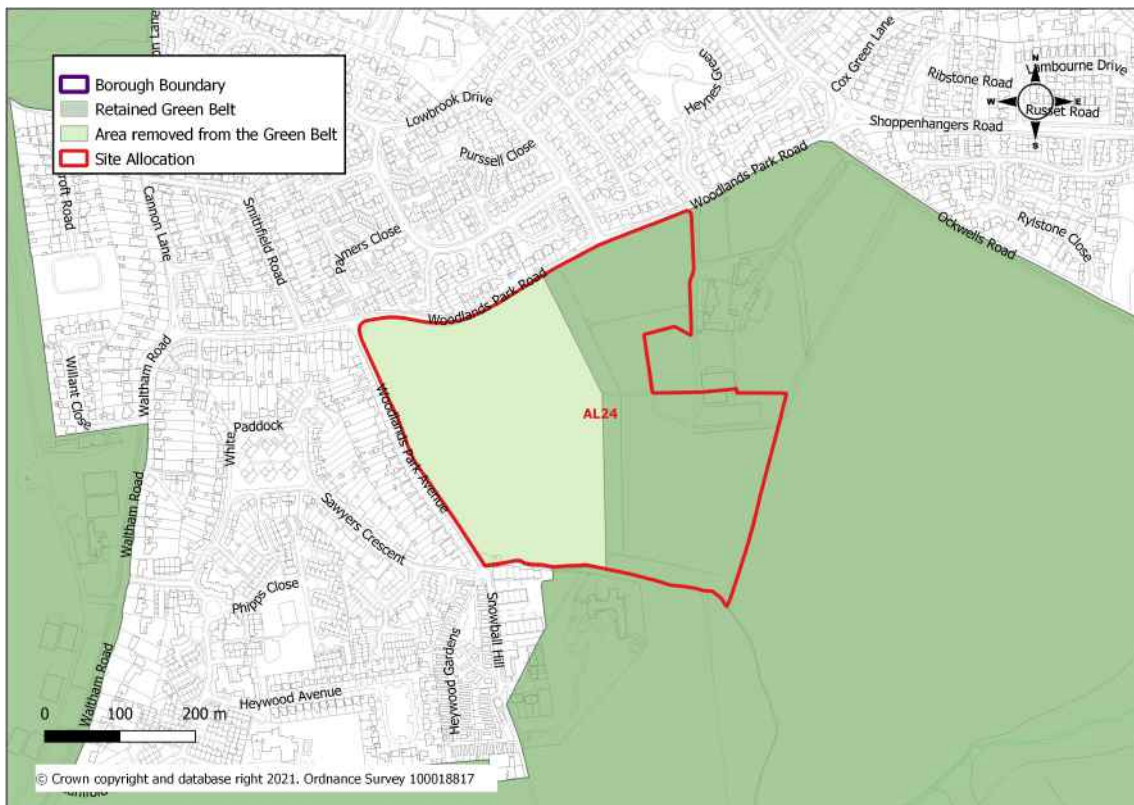 Borough Boundary
Retained Green Belt
Area removed from the Green Belt
Site Allocation
Lowbrook Drive
Purssell Close
Heynes Green
Cox Green Lane
Ribstone Road
Lambourne Drive
N
W
E
S
Russet Road
Shoppenhangers Road
Cannon Lane
Smithfield Road
Palmers Close
Woodlands Park Road
Woodlands Park Road
Ockwells Road
Rylstone Close
Willant Close
Waltham Road
White
Paddock
Woodlands Park Avenue
AL24
Sawyers Crescent
Waltham Road
Phipps Close
Snowball Hill
Heywood Gardens
Heywood Avenue
Waltham Road
0 100 200 m
© Crown copyright and database right 2021. Ordnance Survey 100018817